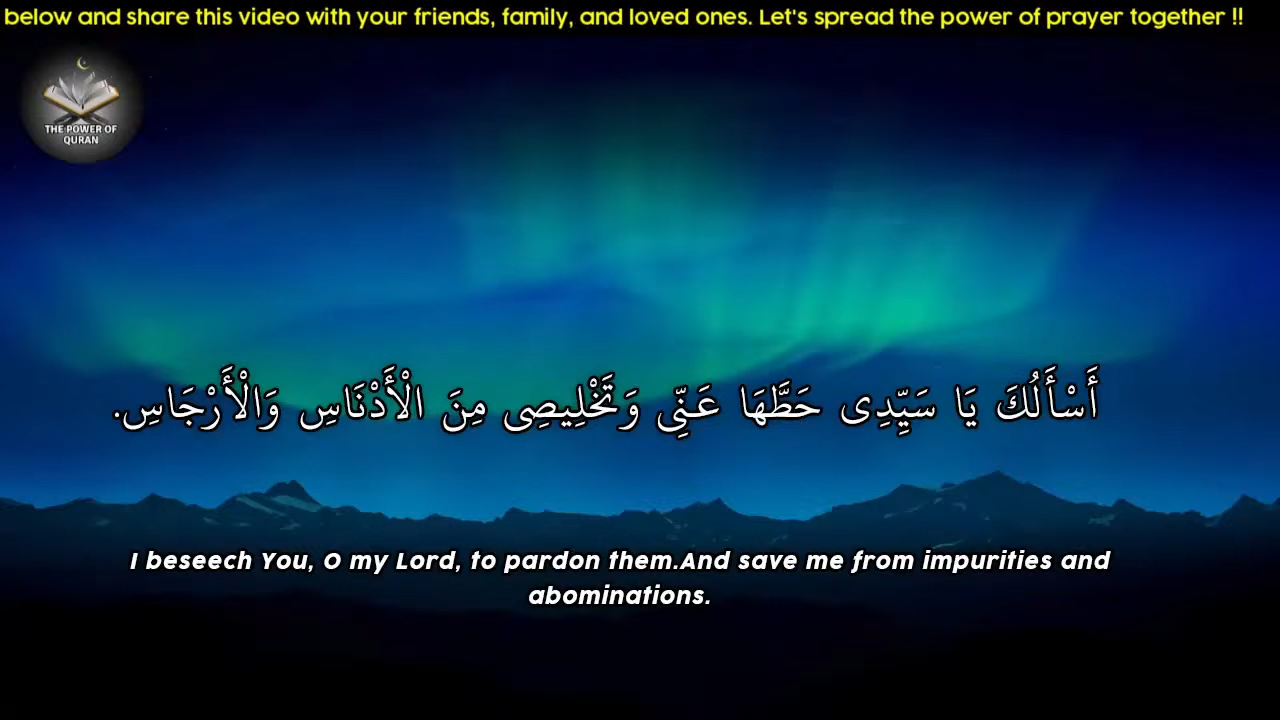 below and share this video with your friends, family, and loved ones. Let's spread the power of prayer together !!
THE POWER OF
QURAN
أَسْأَلُكَ يَا سَيِّدِى حَطَّهَا عَنِّى وَتَخْلِيصِى مِنَ الْأَدْنَاسِ وَالْأَرْجَاسِ.
I beseech You, O my Lord, to pardon them.And save me from impurities and
abominations.